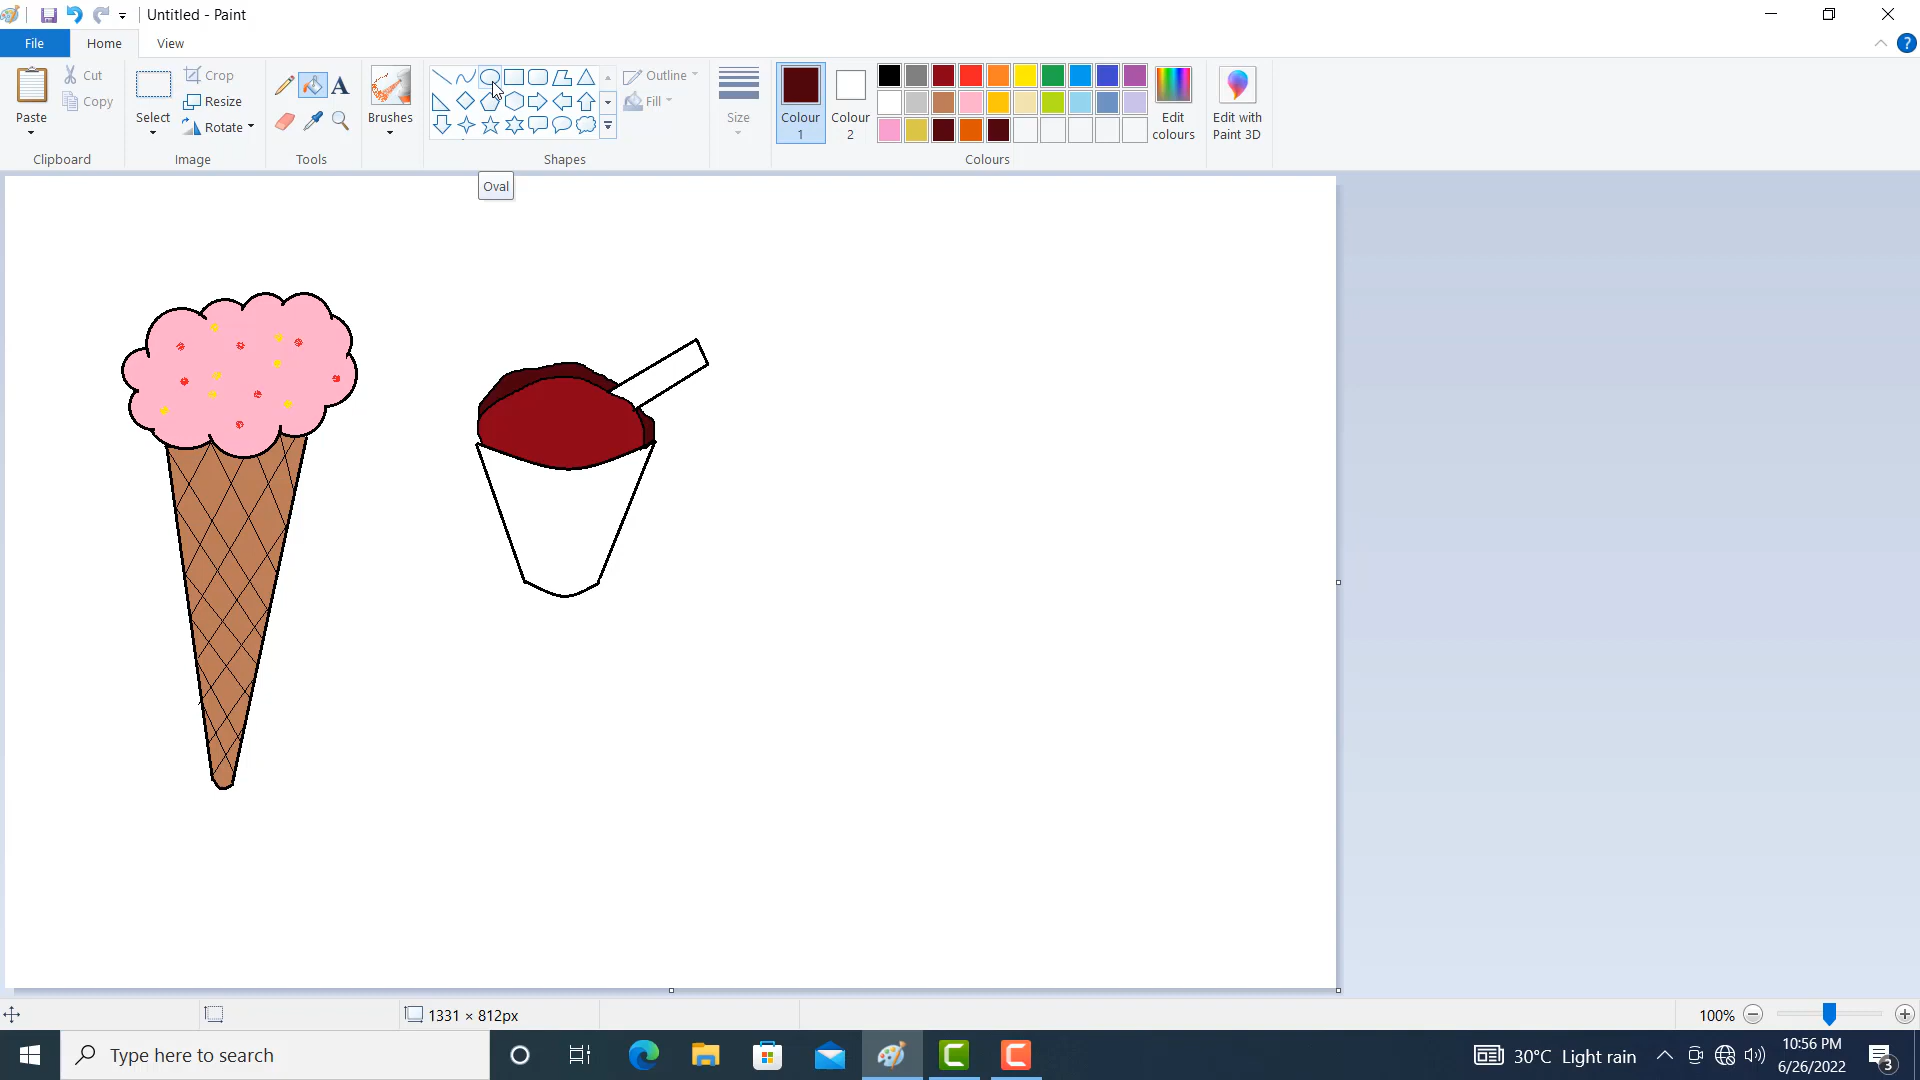 Untitled - Paint
File Home View
Paste
Cut
Copy
Clipboard
Select
Crop
Resize
Rotate
Image
Tools
Brushes
Outline
Fill
Shapes
Oval
Size
Colour 1
Colour 2
Edit colours
Colours
Edit with Paint 3D
1331 × 812px
100%
Type here to search
30°C Light rain
10:56 PM
6/26/2022
3